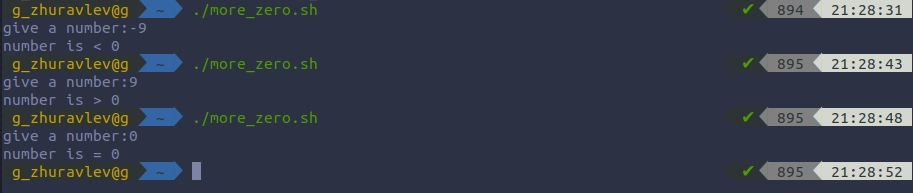 g_zhuravlev@g ~ ./more_zero.sh ✔ 894 21:28:31
give a number:-9
number is < 0
g_zhuravlev@g ~ ./more_zero.sh ✔ 895 21:28:43
give a number:9
number is > 0
g_zhuravlev@g ~ ./more_zero.sh ✔ 895 21:28:48
give a number:0
number is = 0
g_zhuravlev@g ~ ✔ 895 21:28:52